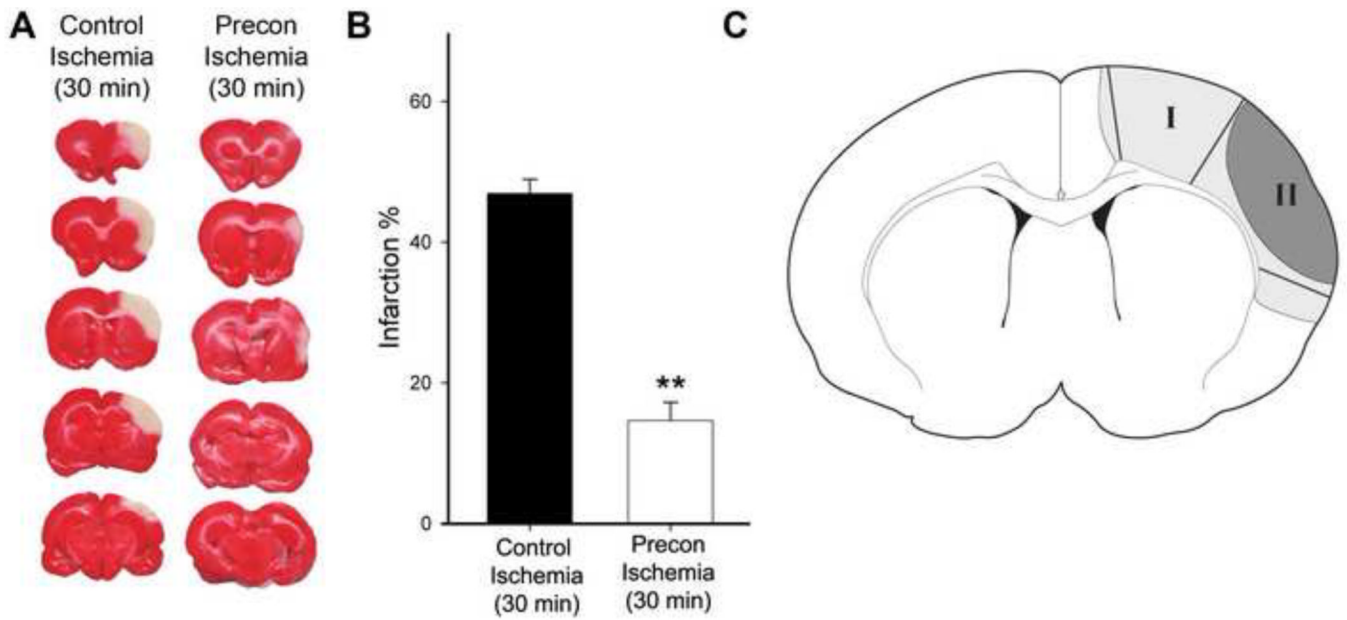 A
Control
Ischemia
(30 min)
Precon
Ischemia
(30 min)
B
Infarction %
60
40
20
0
**
Control
Ischemia
(30 min)
Precon
Ischemia
(30 min)
C
I
II